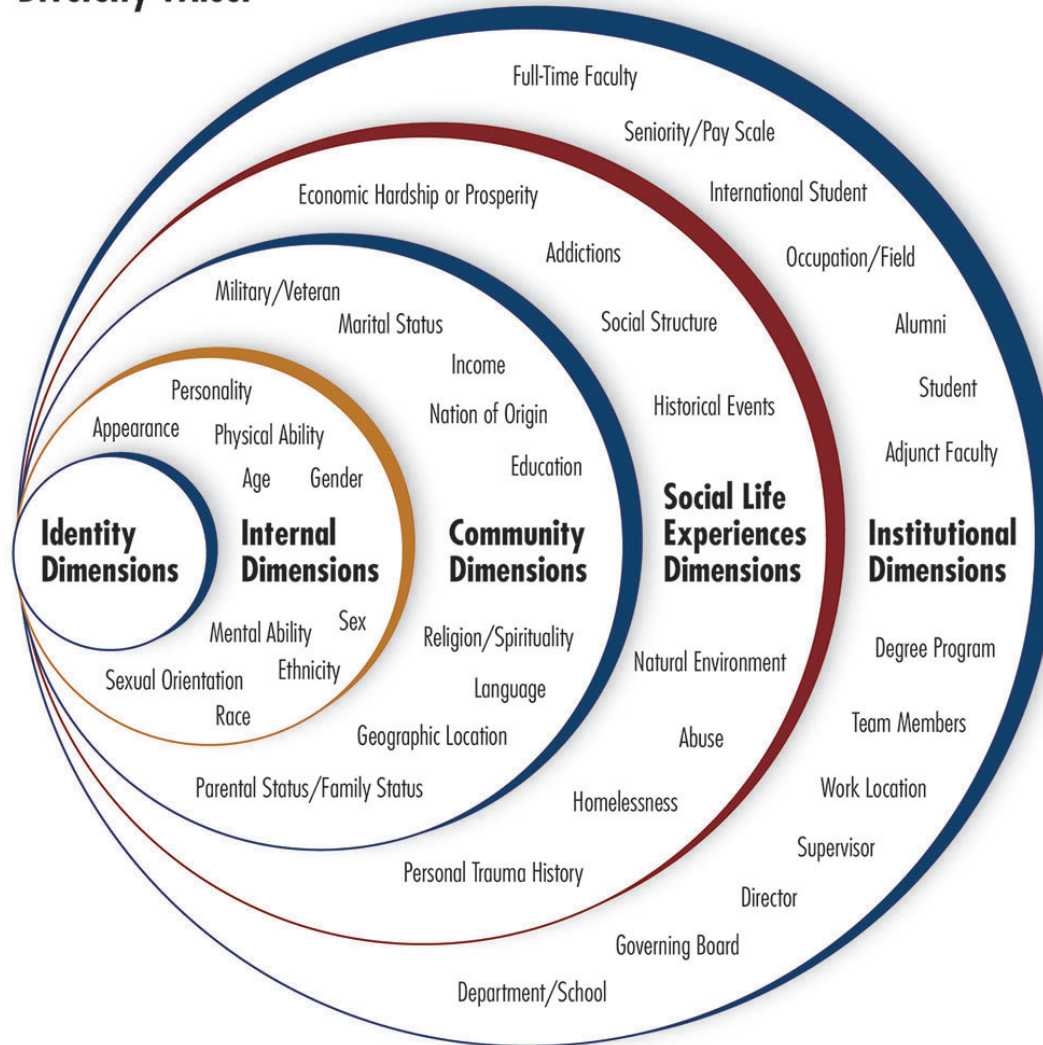 Diversity Wheel
Full-Time Faculty
Seniority/Pay Scale
International Student
Occupation/Field
Alumni
Student
Adjunct Faculty
Institutional
Dimensions
Degree Program
Team Members
Work Location
Supervisor
Director
Governing Board
Department/School
Economic Hardship or Prosperity
Addictions
Social Structure
Historical Events
Social Life
Experiences
Dimensions
Natural Environment
Abuse
Homelessness
Personal Trauma History
Military/Veteran
Marital Status
Income
Nation of Origin
Education
Community
Dimensions
Religion/Spirituality
Language
Geographic Location
Parental Status/Family Status
Personality
Appearance
Physical Ability
Age
Gender
Internal
Dimensions
Mental Ability
Sex
Ethnicity
Sexual Orientation
Race
Identity
Dimensions